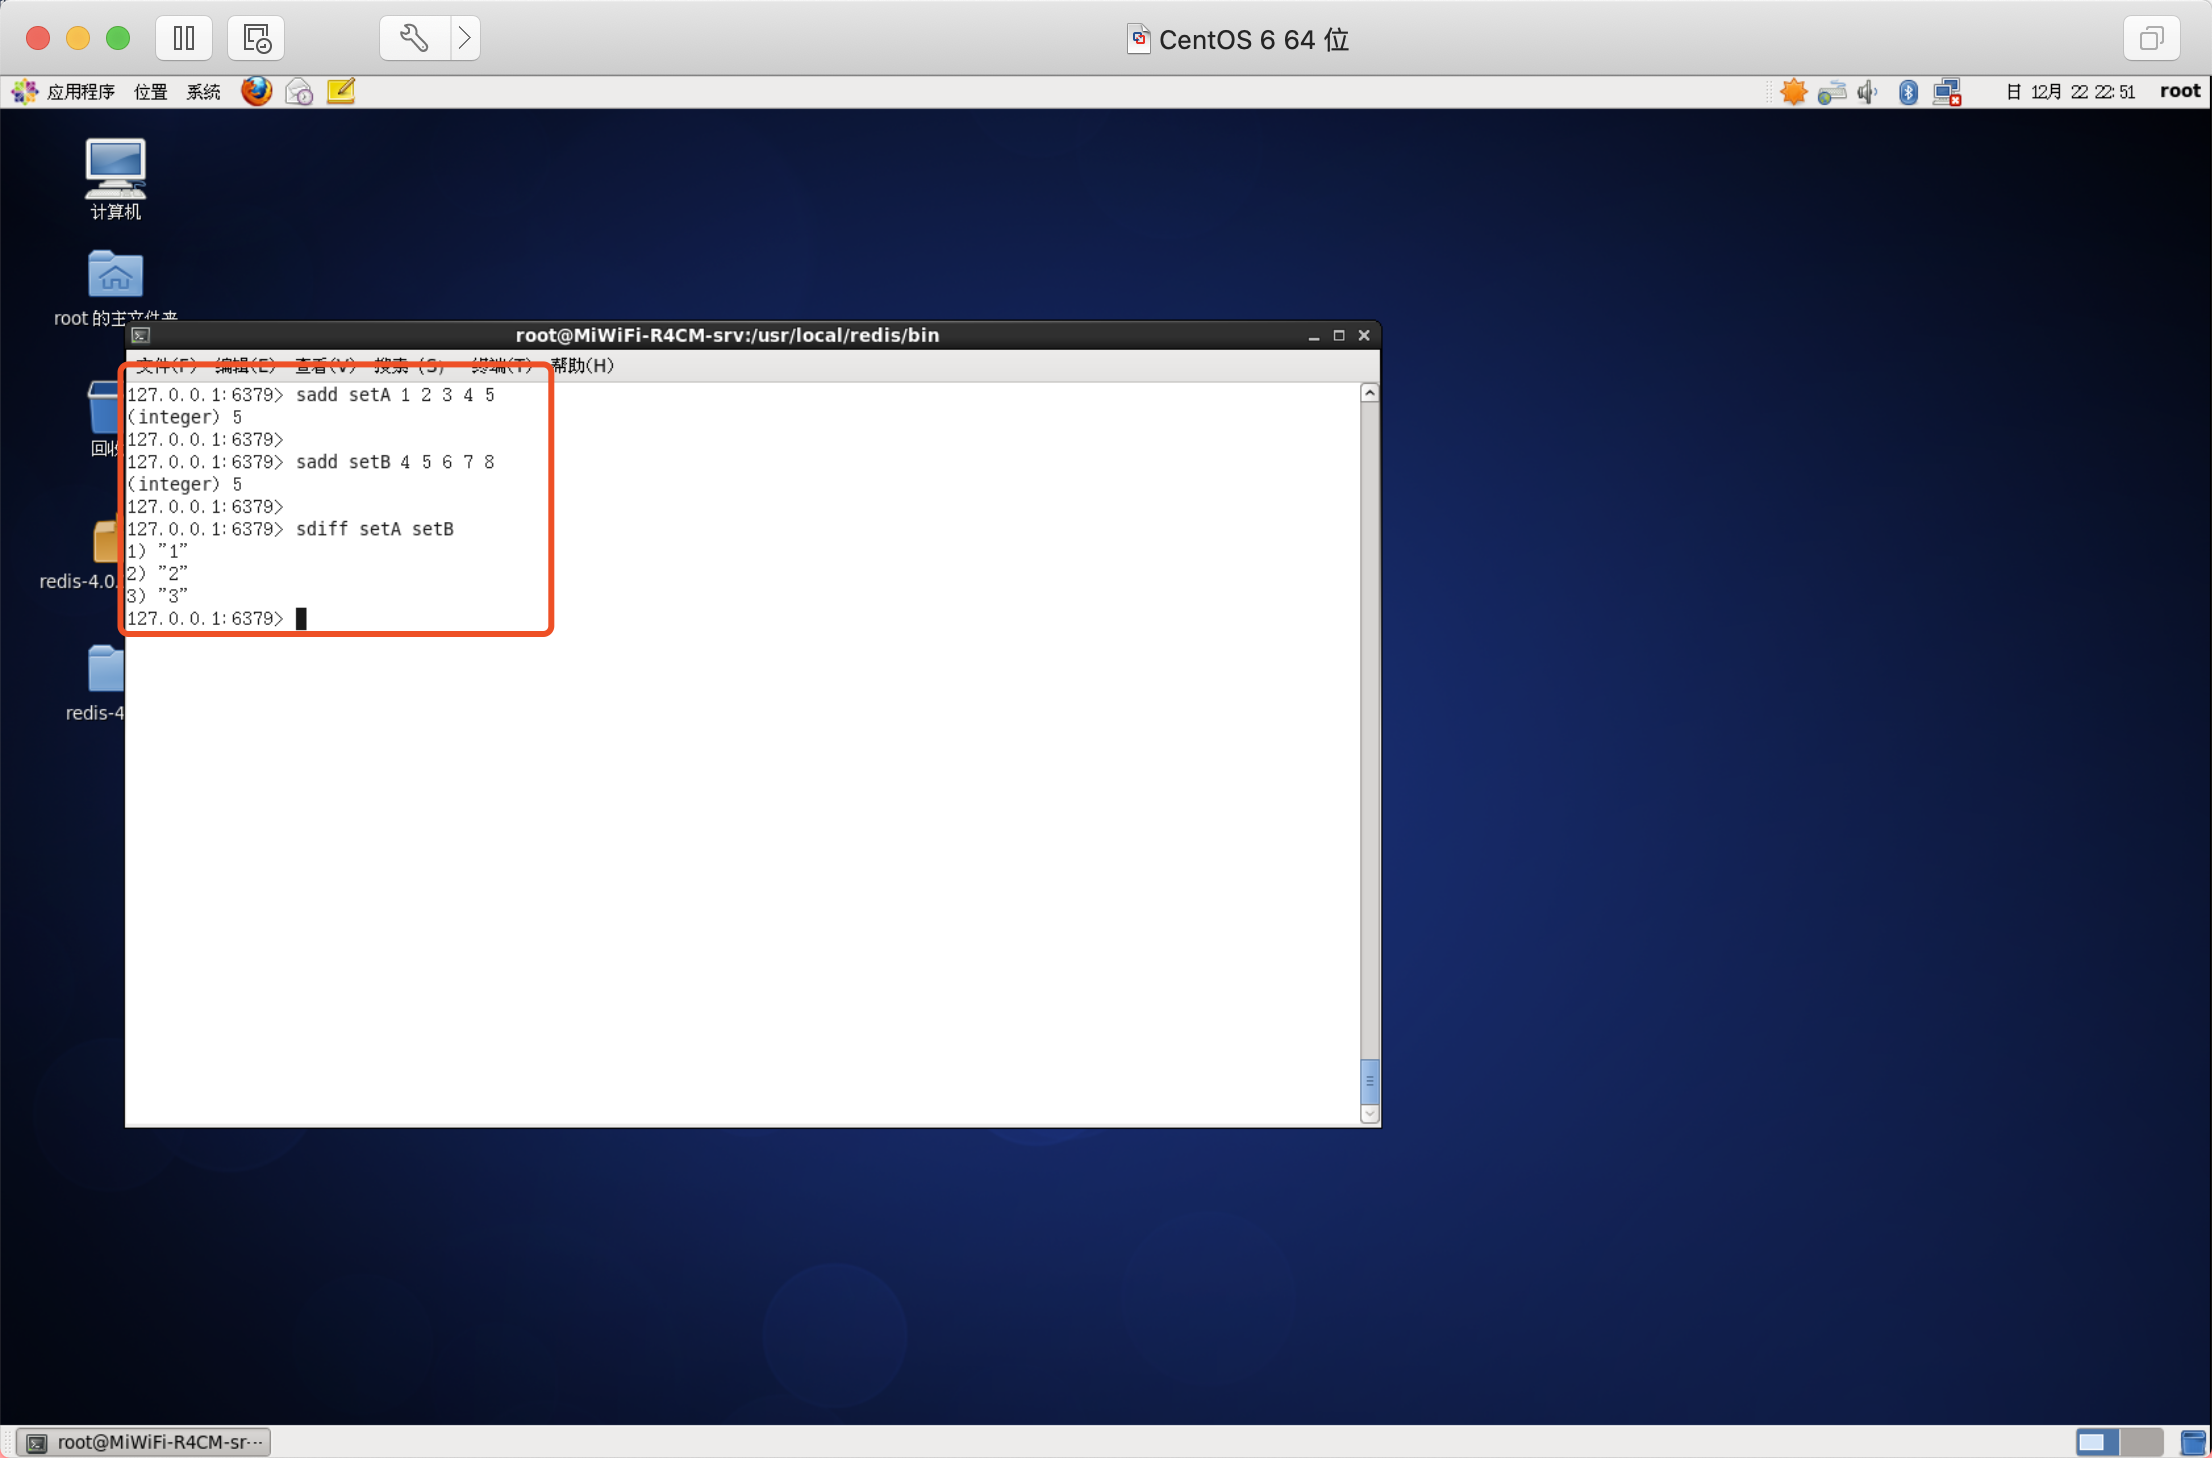 CentOS 6 64 位
应用程序 位置 系统
日 12月 22 22:51 root
计算机
root 的主文件夹
root@MiWiFi-R4CM-srv:/usr/local/redis/bin
文件(F) 编辑(E) 查看(V) 搜索 (S) 终端(T) 帮助(H)
127.0.0.1:6379> sadd setA 1 2 3 4 5
(integer) 5
127.0.0.1:6379>
127.0.0.1:6379> sadd setB 4 5 6 7 8
(integer) 5
127.0.0.1:6379>
127.0.0.1:6379> sdiff setA setB
1) "1"
2) "2"
3) "3"
127.0.0.1:6379>
回收
redis-4.0.
redis-4
root@MiWiFi-R4CM-sr···